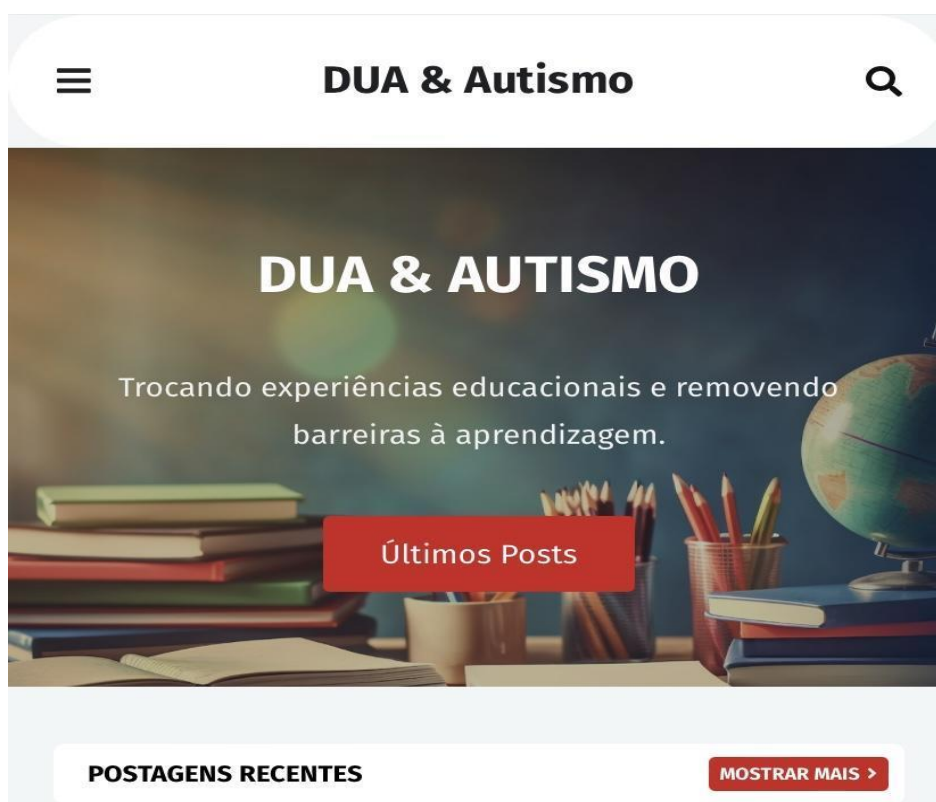 DUA & Autismo
DUA & AUTISMO
Trocando experiências educacionais e removendo
barreiras à aprendizagem.
Últimos Posts
POSTAGENS RECENTES
MOSTRAR MAIS >